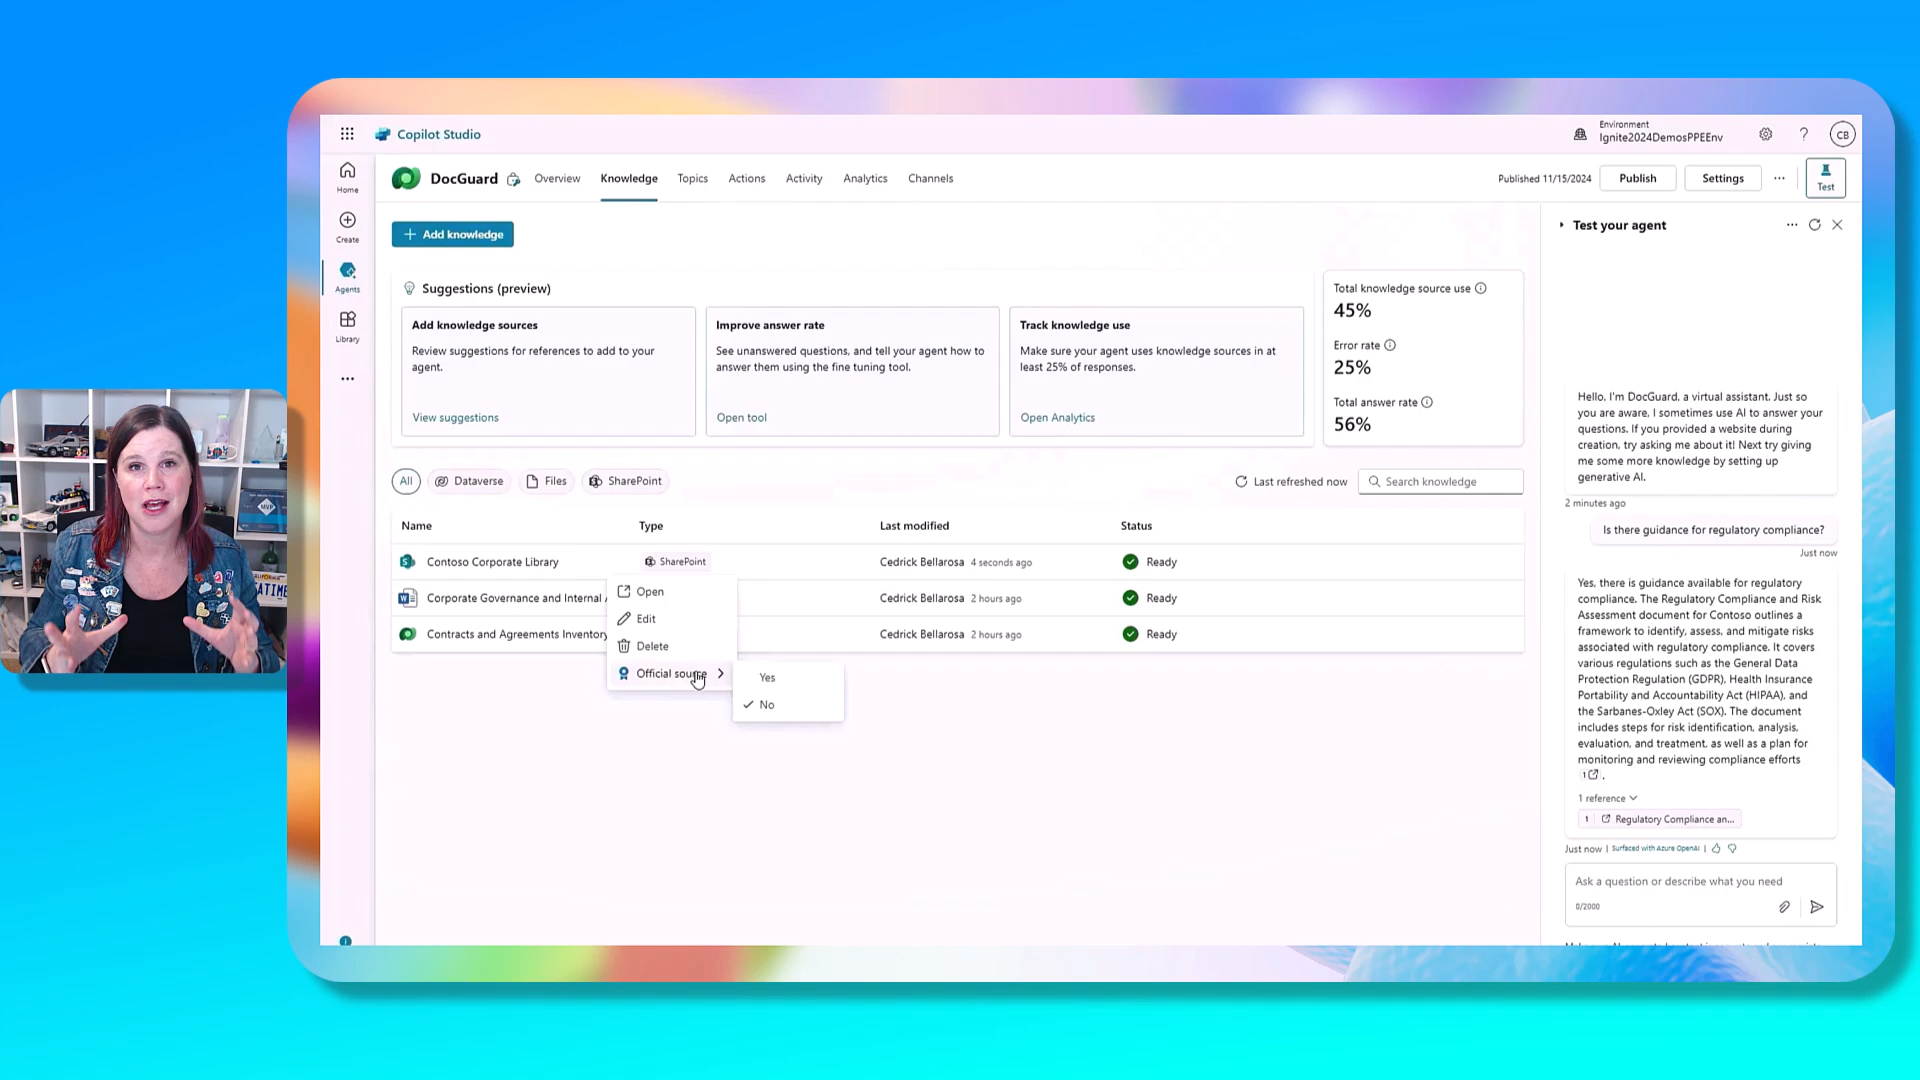 Copilot Studio
Environment
Ignite2024DemosPPEEnv
CB
Home
Create
Agents
Library
DocGuard
Overview
Knowledge
Topics
Actions
Activity
Analytics
Channels
Published 11/15/2024
Publish
Settings
Test
Add knowledge
Suggestions (preview)
Add knowledge sources
Review suggestions for references to add to your
agent.
View suggestions
Improve answer rate
See unanswered questions, and tell your agent how to
answer them using the fine tuning tool.
Open tool
Track knowledge use
Make sure your agent uses knowledge sources in at
least 25% of responses.
Open Analytics
Total knowledge source use
45%
Error rate
25%
Total answer rate
56%
All
Dataverse
Files
SharePoint
Last refreshed now
Search knowledge
Name Type Last modified Status
Contoso Corporate Library SharePoint Cedrick Bellarosa 4 seconds ago Ready
Corporate Governance and Internal Cedrick Bellarosa 2 hours ago Ready
Contracts and Agreements Inventory Cedrick Bellarosa 2 hours ago Ready
Open
Edit
Delete
Official source
Yes
No
Test your agent
Hello, I'm DocGuard, a virtual assistant. Just so
you are aware, I sometimes use AI to answer your
questions. If you provided a website during
creation, try asking me about it! Next try giving
me some more knowledge by setting up
generative AI.
2 minutes ago
Is there guidance for regulatory compliance?
Just now
Yes, there is guidance available for regulatory
compliance. The Regulatory Compliance and Risk
Assessment document for Contoso outlines a
framework to identify, assess, and mitigate risks
associated with regulatory compliance. It covers
various regulations such as the General Data
Protection Regulation (GDPR), Health Insurance
Portability and Accountability Act (HIPAA), and
the Sarbanes-Oxley Act (SOX). The document
includes steps for risk identification, analysis,
evaluation, and treatment, as well as a plan for
monitoring and reviewing compliance efforts
1 .
1 reference
1 Regulatory Compliance an...
Just now | Surfaced with Azure OpenAI |
Ask a question or describe what you need
0/2000
MVP